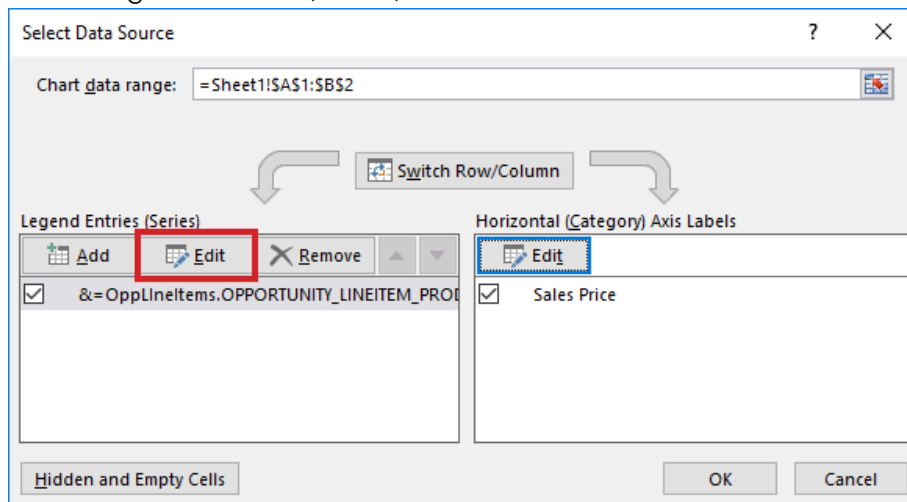 Select Data Source ? ×
Chart data range: =Sheet1!$A$1:$B$2
Switch Row/Column
Legend Entries (Series) Horizontal (Category) Axis Labels
Add Edit Remove Edit
&=OppLineItems.OPPORTUNITY_LINEITEM_PROD Sales Price
Hidden and Empty Cells OK Cancel